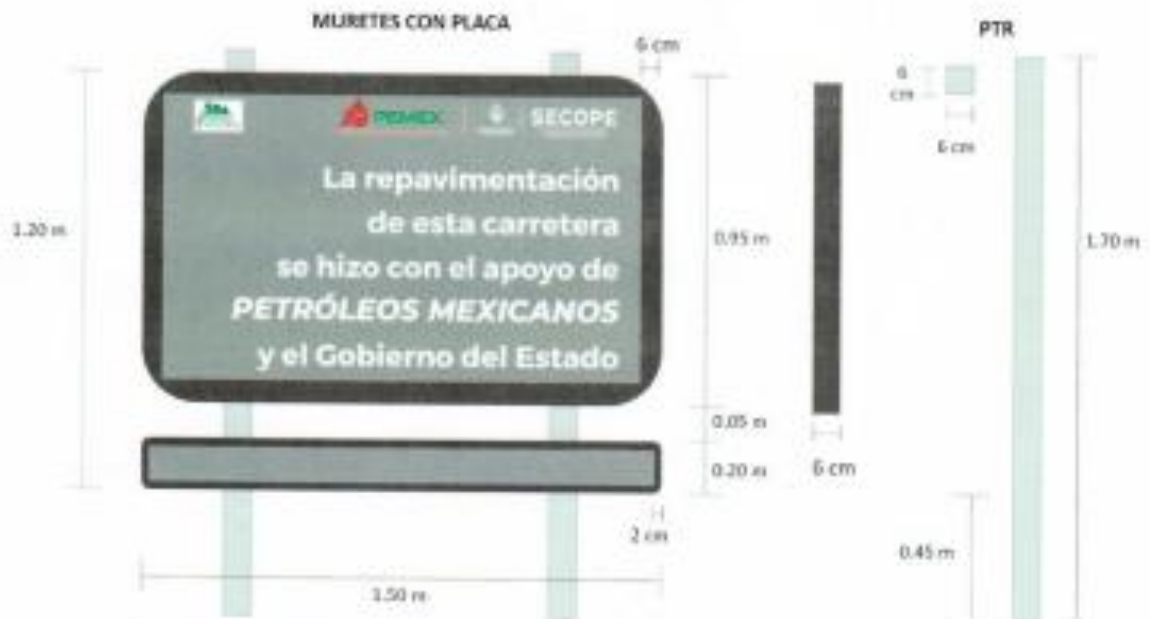 MURETES CON PLACA
PTR
6 cm
6 cm
6 cm
PEMEX
SECOPE
La repavimentación
de esta carretera
se hizo con el apoyo de
PETRÓLEOS MEXICANOS
y el Gobierno del Estado
1.20 m
0.95 m
1.70 m
0.05 m
0.20 m
6 cm
2 cm
0.45 m
1.50 m